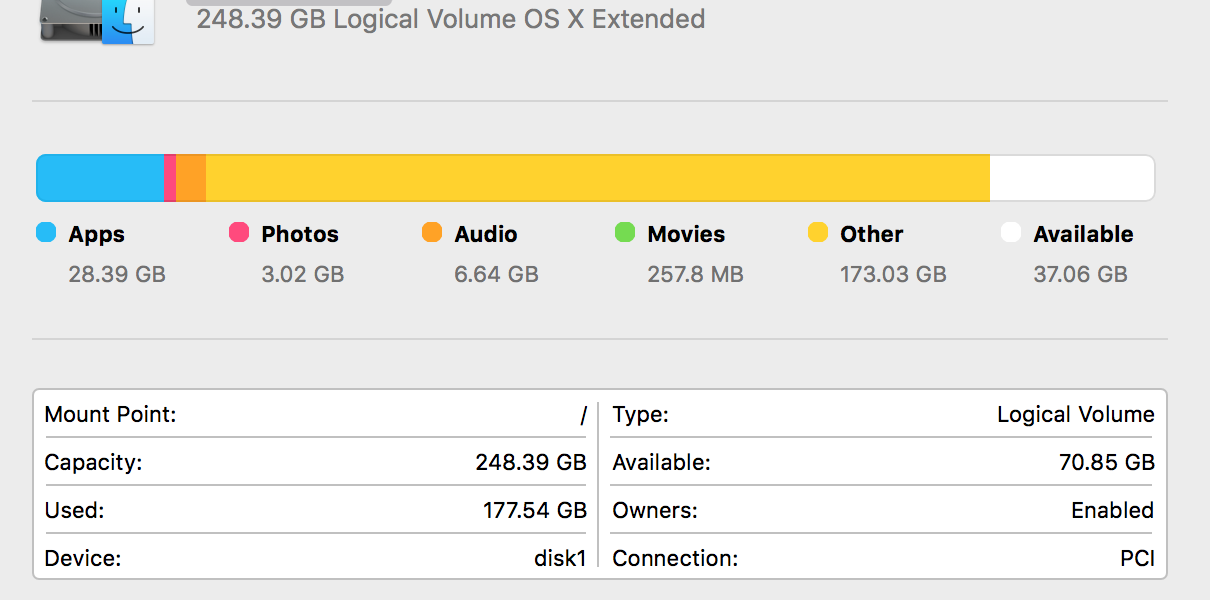 248.39 GB Logical Volume OS X Extended
Apps Photos Audio Movies Other Available
28.39 GB 3.02 GB 6.64 GB 257.8 MB 173.03 GB 37.06 GB
Mount Point: / Type: Logical Volume
Capacity: 248.39 GB Available: 70.85 GB
Used: 177.54 GB Owners: Enabled
Device: disk1 Connection: PCI